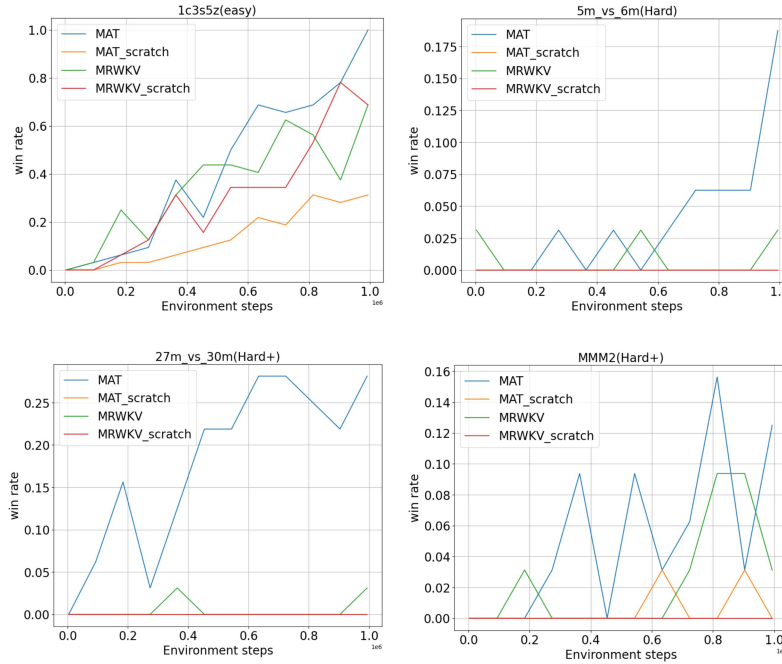 1c3s5z(easy)
MAT
MAT_scratch
MRWKV
MRWKV_scratch
win rate
1.0
0.8
0.6
0.4
0.2
0.0
0.0 0.2 0.4 0.6 0.8 1.0
1e6
Environment steps
5m_vs_6m(Hard)
MAT
MAT_scratch
MRWKV
MRWKV_scratch
win rate
0.175
0.150
0.125
0.100
0.075
0.050
0.025
0.000
0.0 0.2 0.4 0.6 0.8 1.
1e
Environment steps
27m_vs_30m(Hard+)
MAT
MAT_scratch
MRWKV
MRWKV_scratch
win rate
0.25
0.20
0.15
0.10
0.05
0.00
0.0 0.2 0.4 0.6 0.8 1.0
1e6
Environment steps
MMM2(Hard+)
MAT
MAT_scratch
MRWKV
MRWKV_scratch
win rate
0.16
0.14
0.12
0.10
0.08
0.06
0.04
0.02
0.00
0.0 0.2 0.4 0.6 0.8 1.0
Environment steps